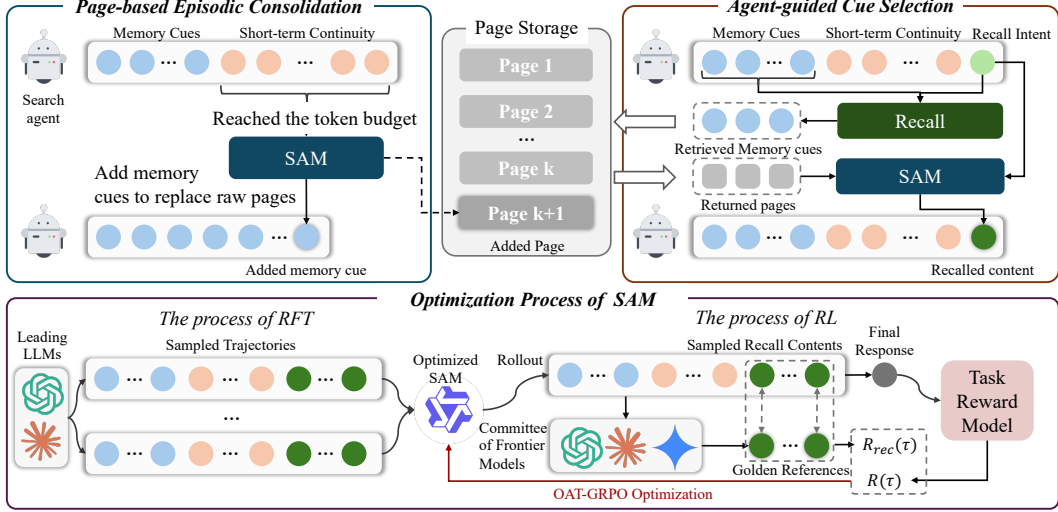 Page-based Episodic Consolidation
Memory Cues
Short-term Continuity
Search
agent
Reached the token budget
SAM
Add memory
cues to replace raw pages
Added memory cue
Page Storage
Page 1
Page 2
...
Page k
Page k+1
Added Page
Agent-guided Cue Selection
Memory Cues
Short-term Continuity
Recall Intent
Recall
Retrieved Memory cues
SAM
Returned pages
Recalled content
Optimization Process of SAM
The process of RFT
The process of RL
Leading
LLMs
Sampled Trajectories
...
Optimized
SAM
Rollout
Sampled Recall Contents
Final
Response
Task
Reward
Model
Committee
of Frontier
Models
Golden References
R_rec(τ)
R(τ)
OAT-GRPO Optimization